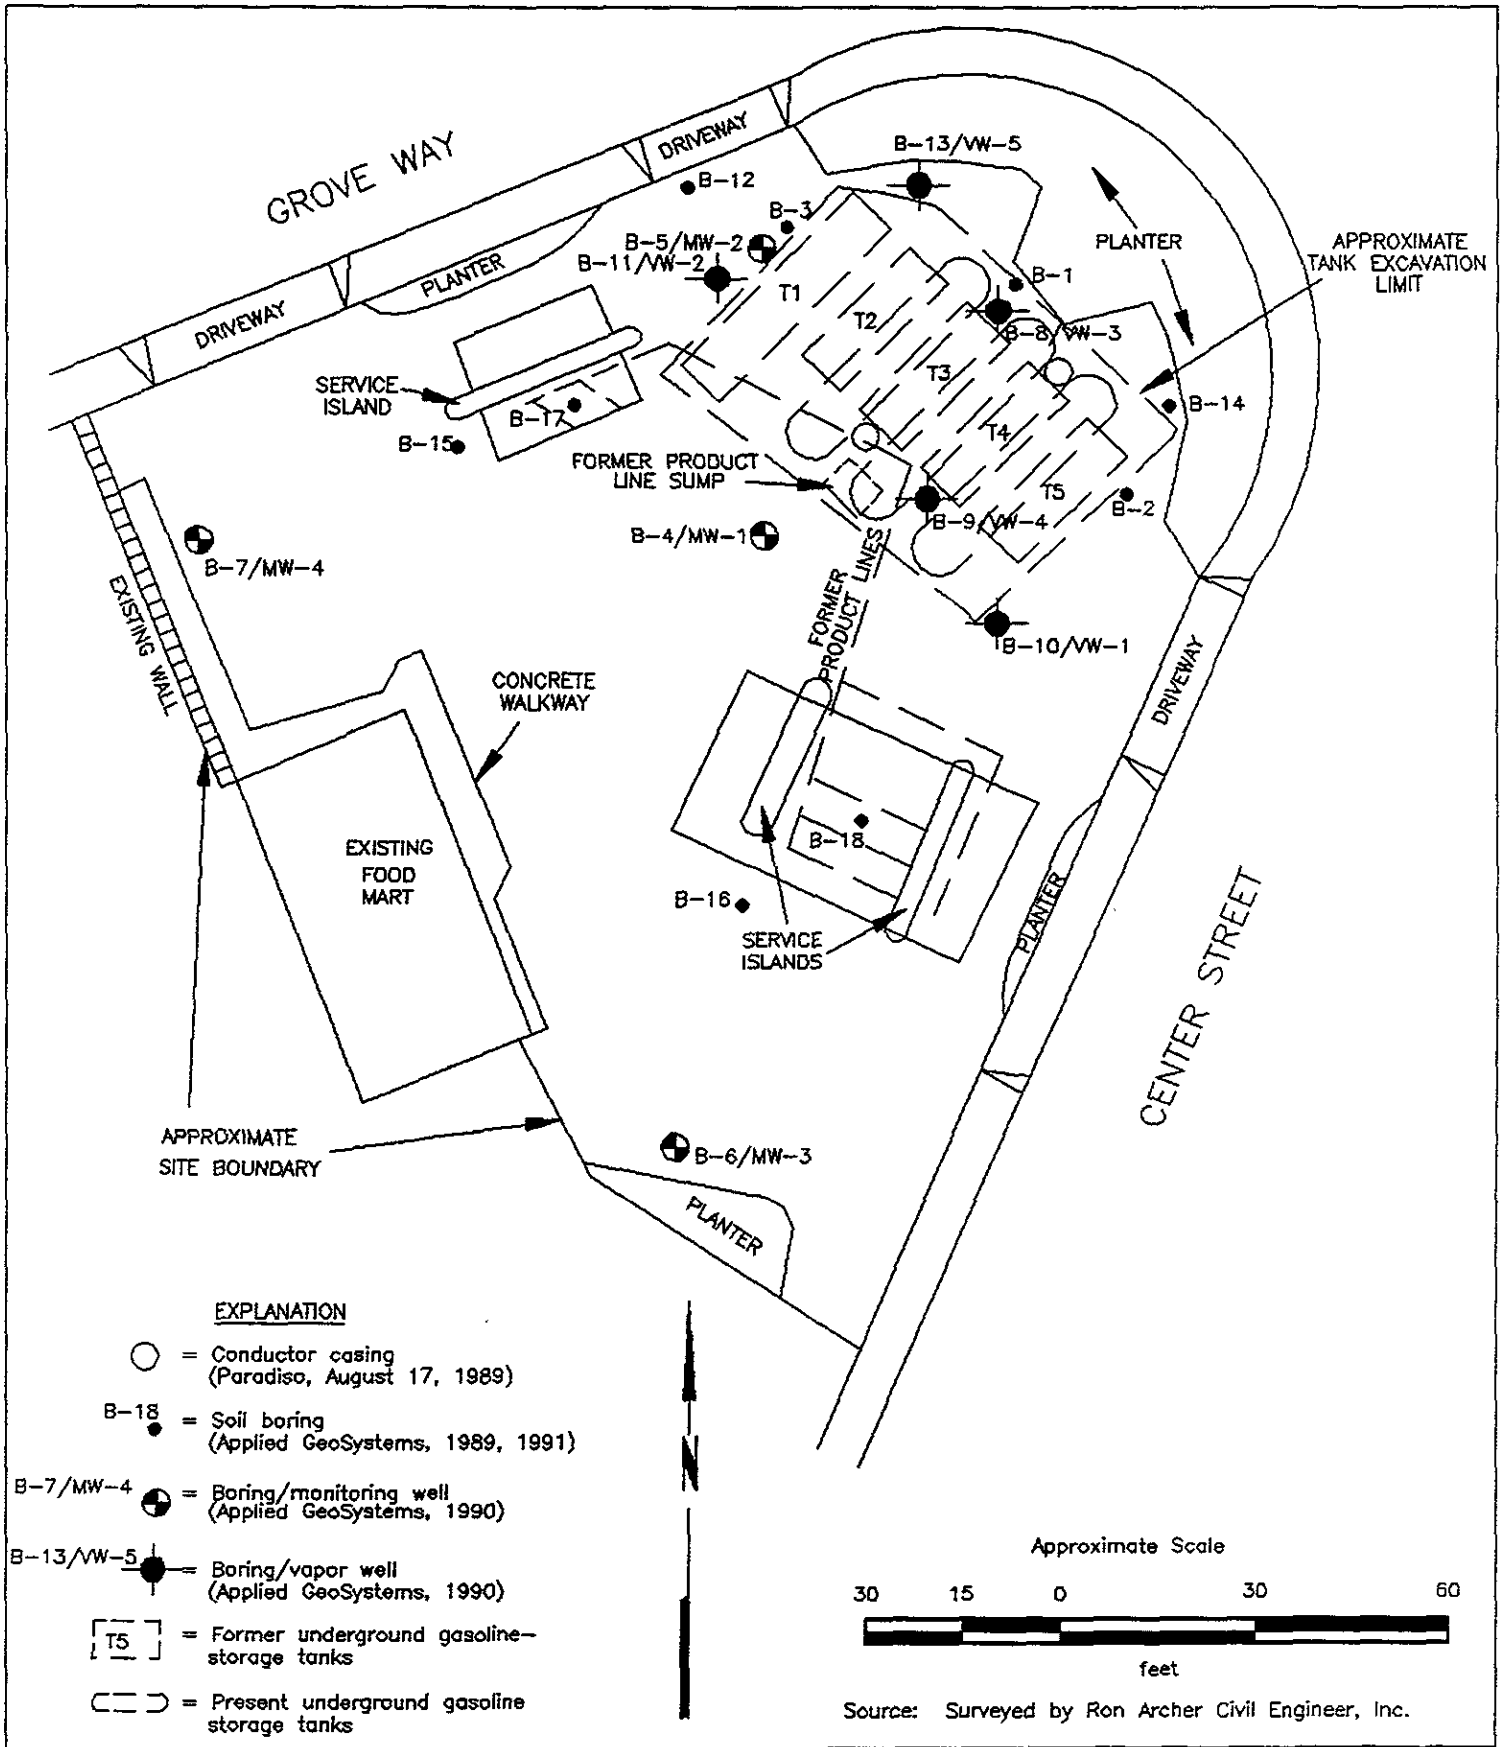 GROVE WAY
DRIVEWAY
B-13/VW-5
B-12
B-3
B-5/MW-2
B-11/VW-2
PLANTER
PLANTER
APPROXIMATE
TANK EXCAVATION
LIMIT
B-1
T1
T2
B-8/VW-3
DRIVEWAY
T3
SERVICE
ISLAND
B-17
B-14
B-15
T4
FORMER PRODUCT
LINE SUMP
T5
B-2
B-9/VW-4
B-4/MW-1
B-7/MW-4
FORMER
PRODUCT LINES
EXISTING WALL
B-10/VW-1
CONCRETE
WALKWAY
DRIVEWAY
B-18
EXISTING
FOOD
MART
B-16
SERVICE
ISLANDS
PLANTER
CENTER STREET
APPROXIMATE
SITE BOUNDARY
B-6/MW-3
PLANTER
EXPLANATION
= Conductor casing
(Paradiso, August 17, 1989)
B-18
= Soil boring
(Applied GeoSystems, 1989, 1991)
B-7/MW-4
= Boring/monitoring well
(Applied GeoSystems, 1990)
B-13/VW-5
= Boring/vapor well
(Applied GeoSystems, 1990)
T5
= Former underground gasoline-
storage tanks
= Present underground gasoline
storage tanks
N
Approximate Scale
30 15 0 30 60
feet
Source: Surveyed by Ron Archer Civil Engineer, Inc.